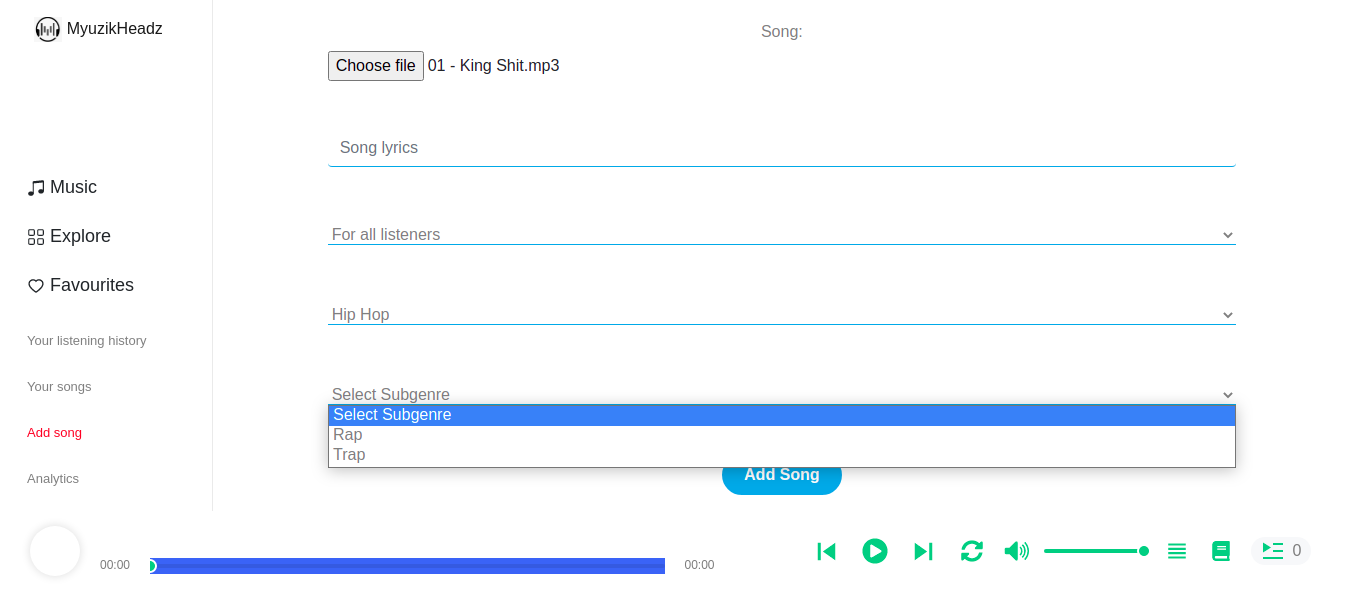 MyuzikHeadz
Music
Explore
Favourites
Your listening history
Your songs
Add song
Analytics
Song:
Choose file 01 - King Shit.mp3
Song lyrics
For all listeners
Hip Hop
Select Subgenre
Select Subgenre
Rap
Trap
Add Song
00:00
00:00
0